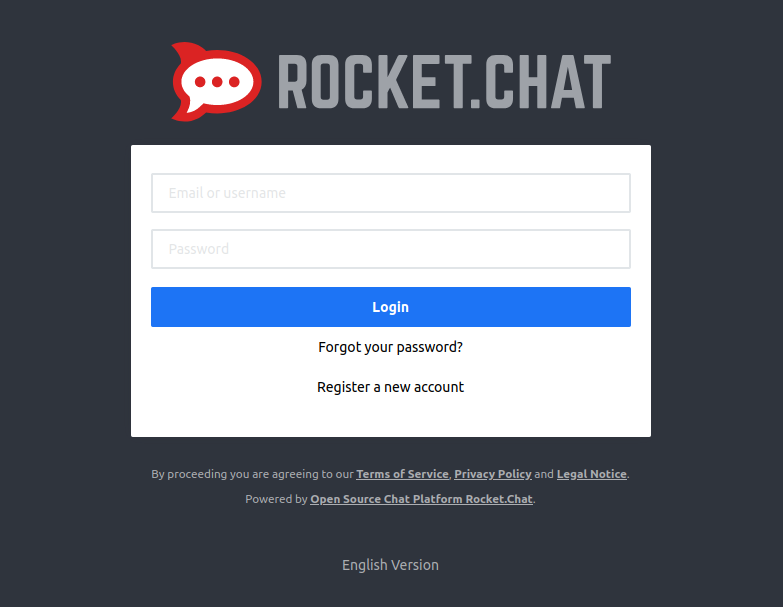 ROCKET.CHAT
Email or username
Password
Login
Forgot your password?
Register a new account
By proceeding you are agreeing to our Terms of Service, Privacy Policy and Legal Notice.
Powered by Open Source Chat Platform Rocket.Chat.
English Version